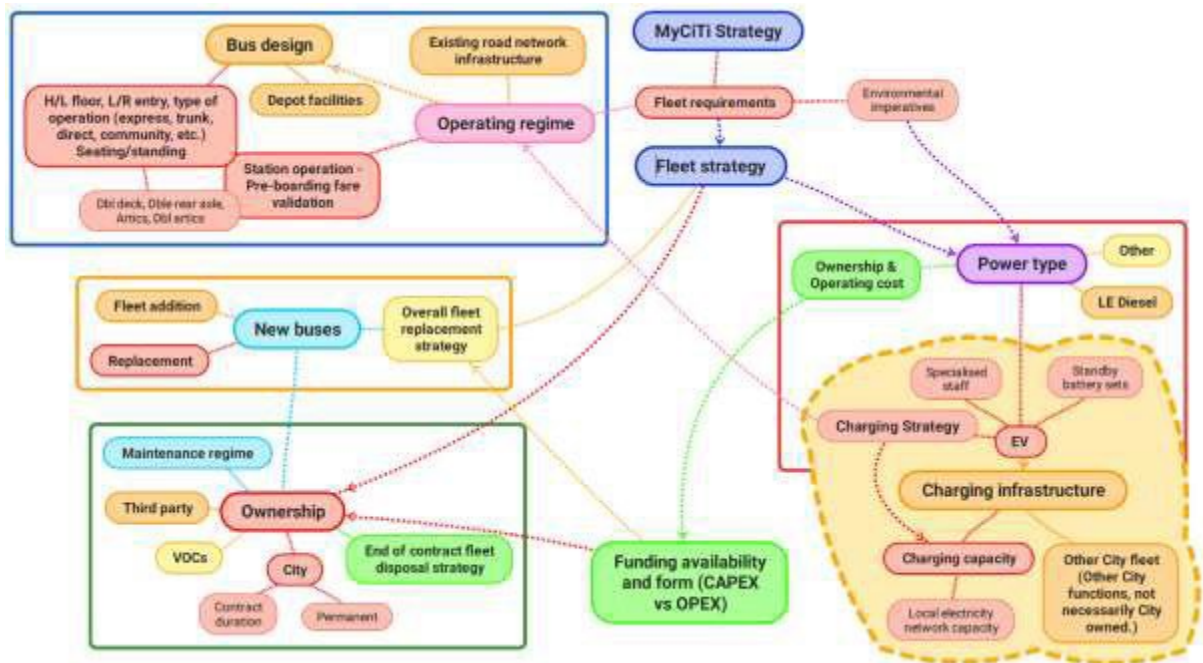 MyCiTi Strategy
Bus design
Existing road network
infrastructure
H/L floor, L/R entry, type of
operation (express, trunk,
direct, community, etc.)
Seating/standing
Depot facilities
Operating regime
Fleet requirements
Environmental
imperatives
Station operation -
Pre-boarding fare
validation
Fleet strategy
Dbl deck, Dble rear axle,
Artics, Dbl artics
Ownership &
Operating cost
Power type
Other
LE Diesel
Fleet addition
New buses
Overall fleet
replacement
strategy
Replacement
Specialised
staff
Standby
battery sets
Charging Strategy
EV
Maintenance regime
Third party
Ownership
VOCs
City
End of contract fleet
disposal strategy
Contract
duration
Permanent
Funding availability
and form (CAPEX
vs OPEX)
Charging infrastructure
Charging capacity
Local electricity
network capacity
Other City fleet
(Other City
functions, not
necessarily City
owned.)